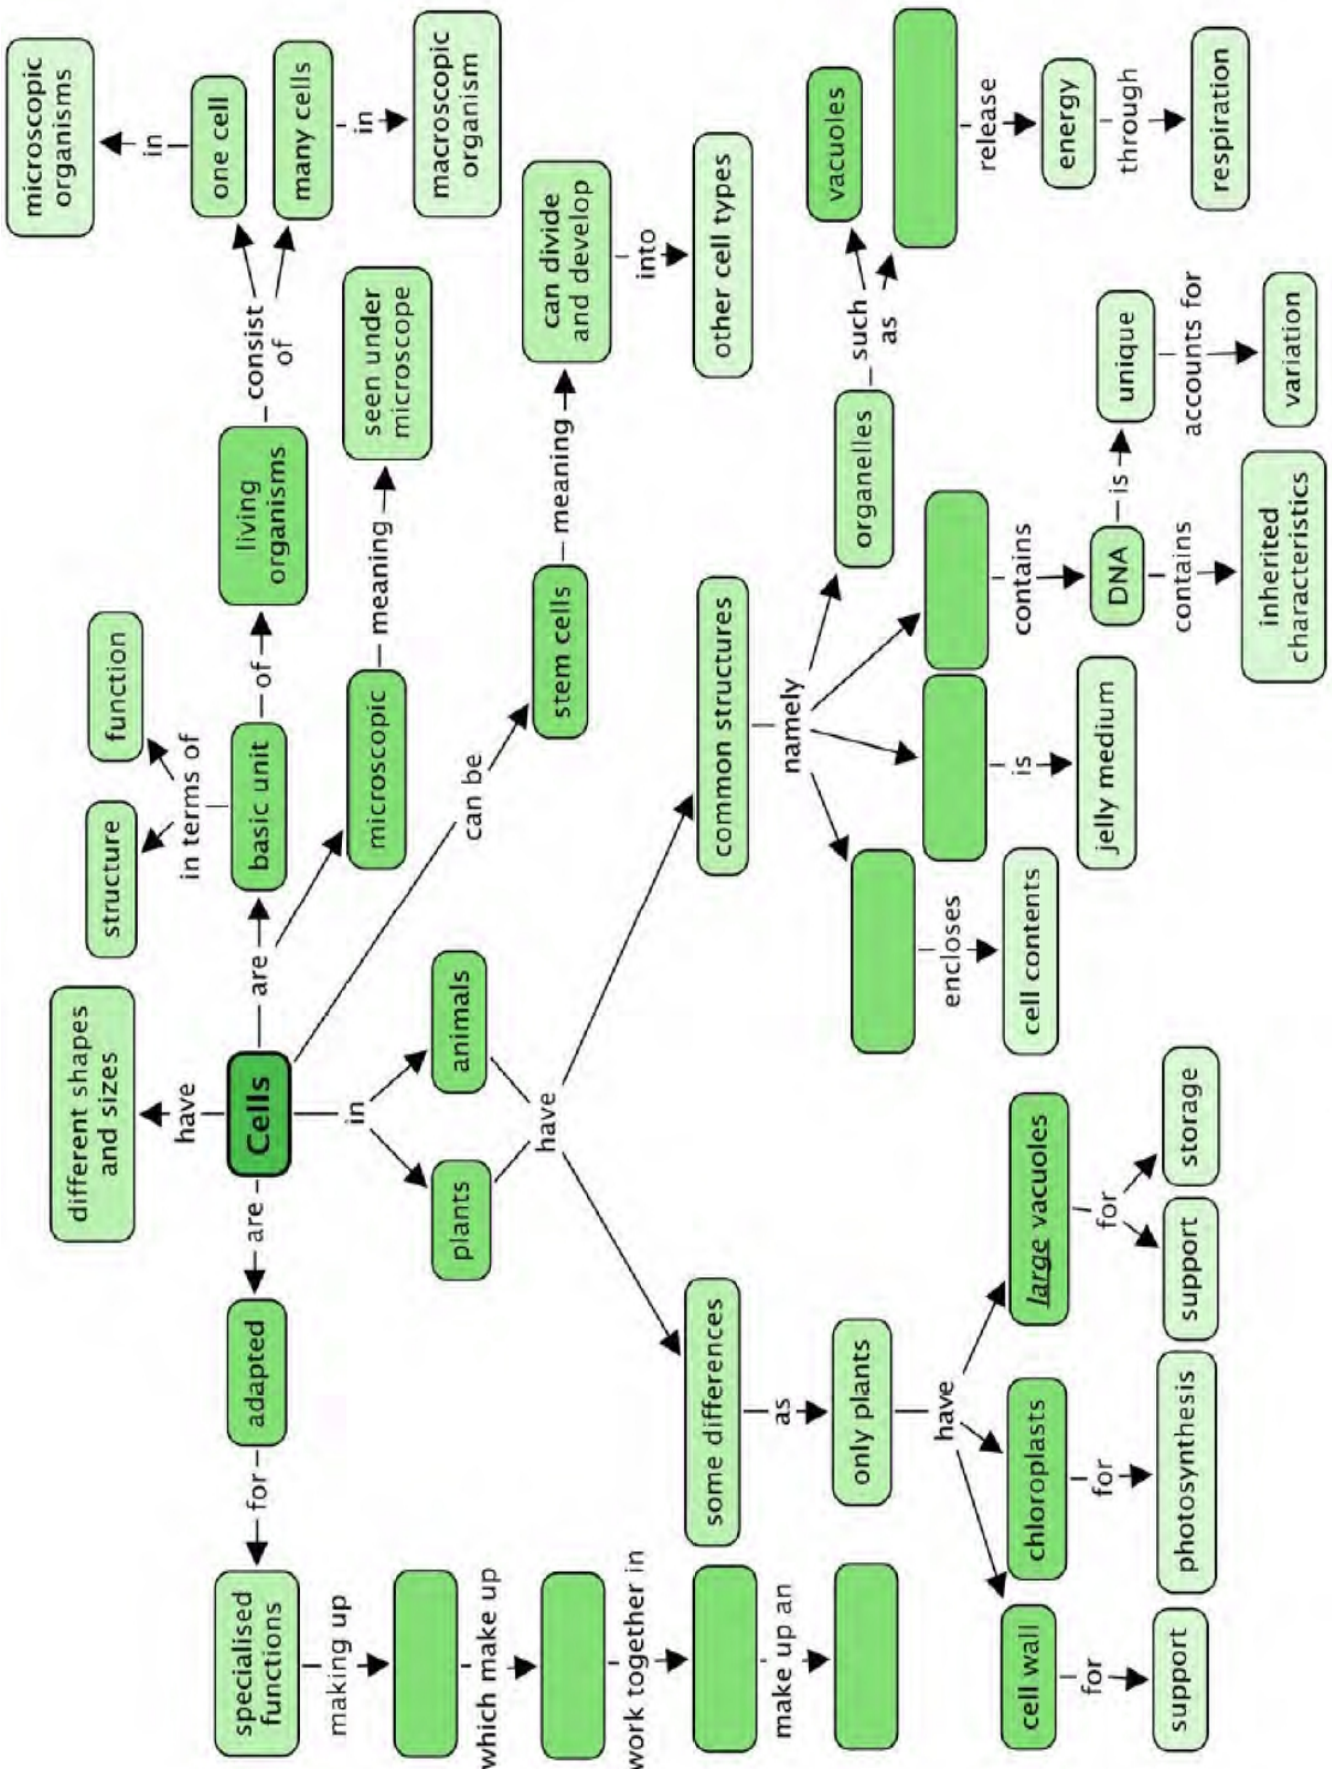 different shapes
and sizes
structure
function
microscopic
organisms
have
in terms of
in
one cell
Cells
are
basic unit
of
living
organisms
consist
of
many cells
in
macroscopic
organism
are
adapted
for
specialised
functions
microscopic
meaning
seen under
microscope
can be
stem cells
meaning
can divide
and develop
into
other cell types
in
plants
animals
have
making up
which make up
work together in
make up an
some differences
as
only plants
have
cell wall
for
support
chloroplasts
for
photosynthesis
large vacuoles
for
support
storage
common structures
namely
encloses
cell contents
is
jelly medium
contains
DNA
contains
inherited
characteristics
is
unique
accounts for
variation
organelles
such
as
vacuoles
release
energy
through
respiration